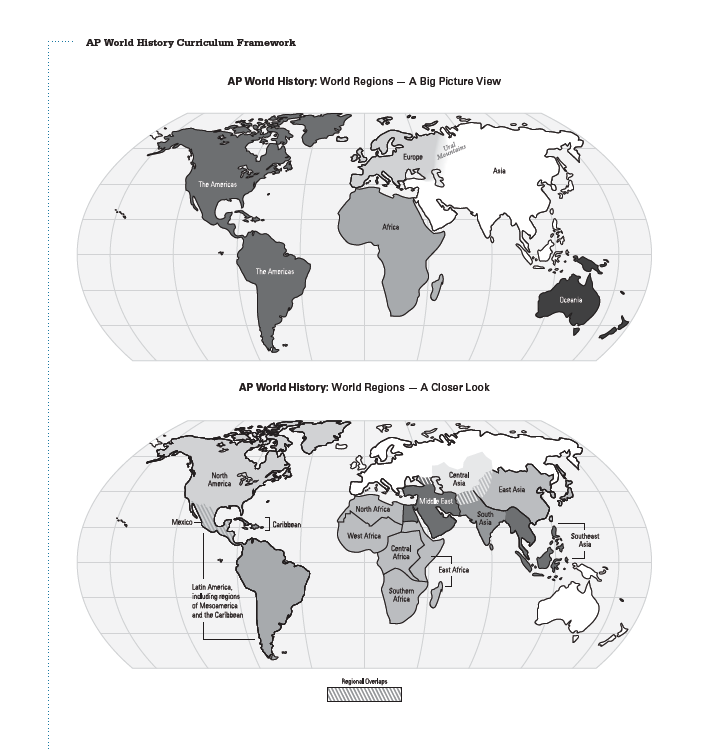 AP World History Curriculum Framework
AP World History: World Regions — A Big Picture View
Ural
Mountains
Europe
Asia
The Americas
Africa
The Americas
Oceania
AP World History: World Regions — A Closer Look
North
America
Central
Asia
East Asia
Middle East
North Africa
South
Asia
Mexico
Caribbean
West Africa
Southeast
Asia
Central
Africa
East Africa
Latin America,
including regions
of Mesoamerica
and the Caribbean
Southern
Africa
Regional Overlaps